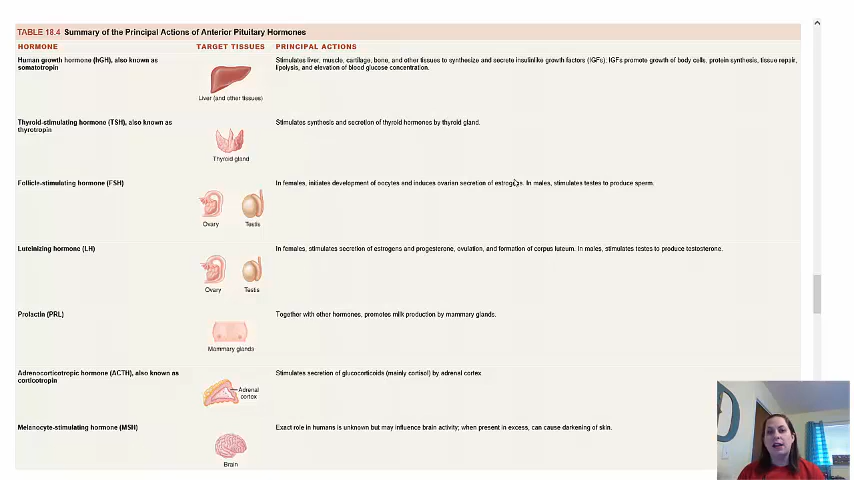 TABLE 18.4 Summary of the Principal Actions of Anterior Pituitary Hormones
HORMONE TARGET TISSUES PRINCIPAL ACTIONS
Human growth hormone (hGH), also known as
somatotropin
Liver (and other tissues)
Stimulates liver, muscle, cartilage, bone, and other tissues to synthesize and secrete insulinlike growth factors (IGFs); IGFs promote growth of body cells, protein synthesis, tissue repair,
lipolysis, and elevation of blood glucose concentration.
Thyroid-stimulating hormone (TSH), also known as
thyrotropin
Thyroid gland
Stimulates synthesis and secretion of thyroid hormones by thyroid gland.
Follicle-stimulating hormone (FSH)
Ovary Testis
In females, initiates development of oocytes and induces ovarian secretion of estrogens. In males, stimulates testes to produce sperm.
Luteinizing hormone (LH)
Ovary Testis
In females, stimulates secretion of estrogens and progesterone, ovulation, and formation of corpus luteum. In males, stimulates testes to produce testosterone.
Prolactin (PRL)
Mammary glands
Together with other hormones, promotes milk production by mammary glands.
Adrenocorticotropic hormone (ACTH), also known as
corticotropin
Adrenal
cortex
Stimulates secretion of glucocorticoids (mainly cortisol) by adrenal cortex
Melanocyte-stimulating hormone (MSH)
Brain
Exact role in humans is unknown but may influence brain activity; when present in excess, can cause darkening of skin.